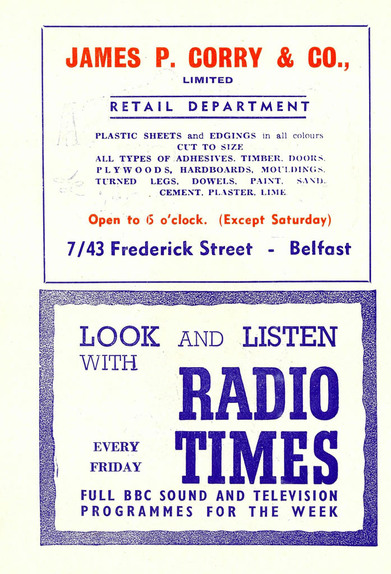 JAMES P. CORRY & CO.,
LIMITED
RETAIL DEPARTMENT
PLASTIC SHEETS and EDGINGS in all colours
CUT TO SIZE
ALL TYPES OF ADHESIVES, TIMBER, DOORS,
PLYWOODS, HARDBOARDS, MOULDINGS,
TURNED LEGS, DOWELS, PAINT, SAND,
CEMENT, PLASTER, LIME
Open to 6 o'clock. (Except Saturday)
7/43 Frederick Street - Belfast
LOOK AND LISTEN
WITH
RADIO
EVERY
FRIDAY
TIMES
FULL BBC SOUND AND TELEVISION
PROGRAMMES FOR THE WEEK